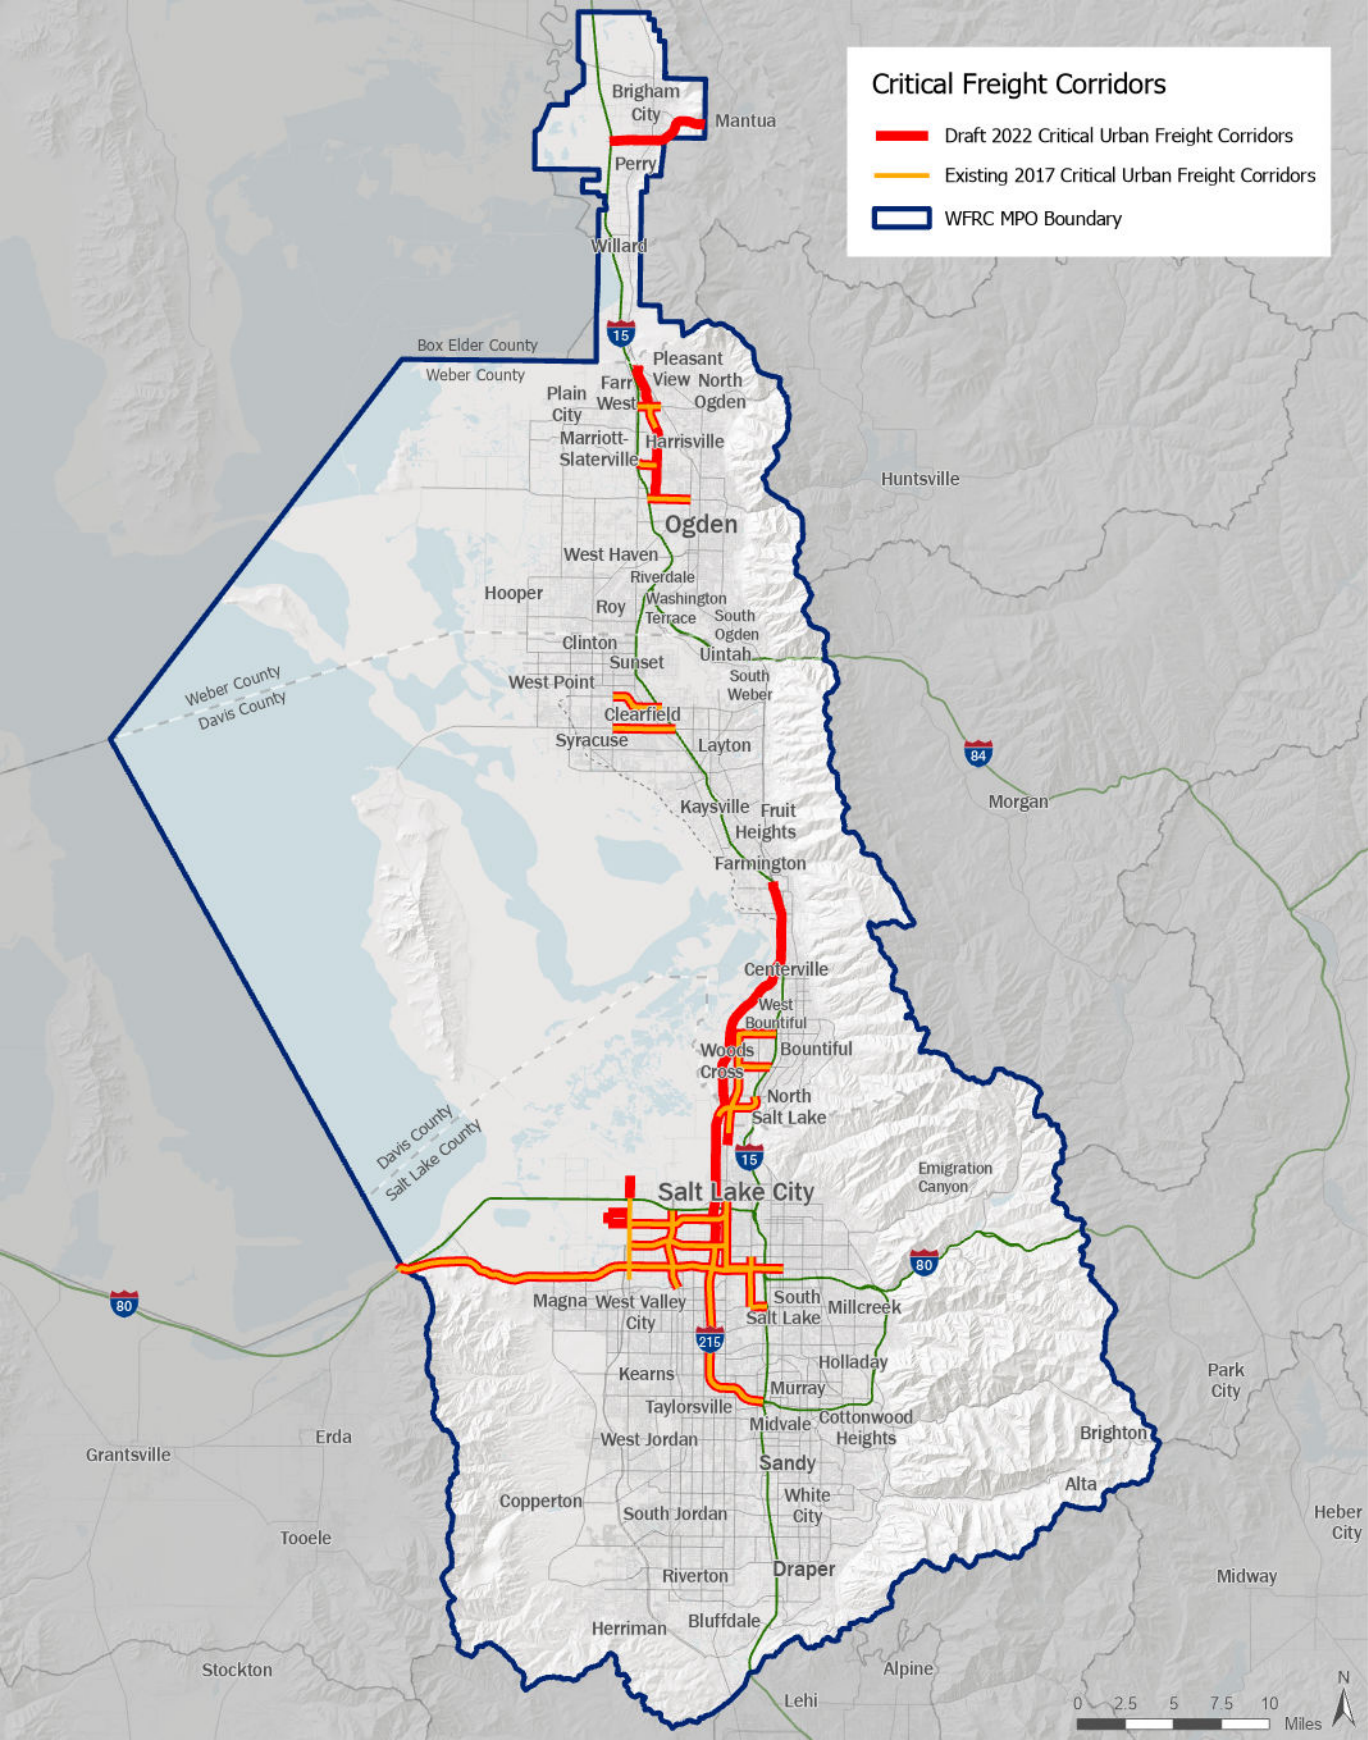 Critical Freight Corridors
Draft 2022 Critical Urban Freight Corridors
Existing 2017 Critical Urban Freight Corridors
WFRC MPO Boundary
Brigham
City
Mantua
Perry
Willard
15
Box Elder County
Weber County
Pleasant
View
North
Ogden
Farr
West
Plain
City
Marriott-
Slaterville
Harrisville
Huntsville
Ogden
West Haven
Riverdale
Hooper
Roy
Washington
Terrace
South
Ogden
Clinton
Uintah
Sunset
West Point
South
Weber
Weber County
Davis County
Clearfield
Syracuse
Layton
84
Morgan
Kaysville
Fruit
Heights
Farmington
Centerville
West
Bountiful
Woods
Cross
Bountiful
North
Salt Lake
Davis County
Salt Lake County
15
Emigration
Canyon
Salt Lake City
80
80
Magna
West Valley
City
South
Salt Lake
Millcreek
215
Holladay
Kearns
Murray
Park
City
Taylorsville
Midvale
Cottonwood
Heights
Erda
West Jordan
Brighton
Grantsville
Sandy
Alta
Copperton
White
City
South Jordan
Heber
City
Tooele
Draper
Riverton
Midway
Bluffdale
Herriman
Stockton
Alpine
Lehi
N
0 2.5 5 7.5 10
Miles